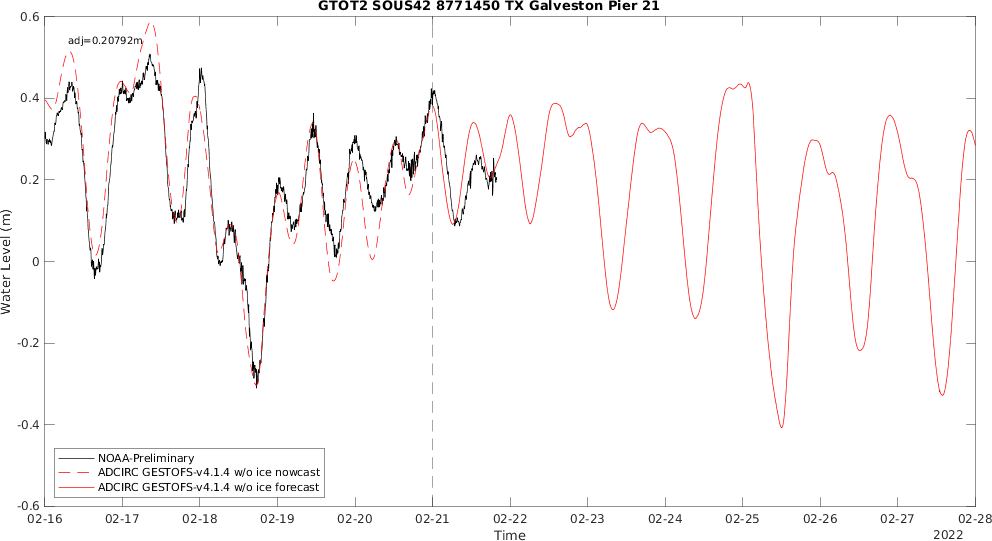 GTOT2 SOUS42 8771450 TX Galveston Pier 21
adj=0.20792m
0.6
0.4
0.2
0
-0.2
-0.4
-0.6
Water Level (m)
NOAA-Preliminary
ADCIRC GESTOFS-v4.1.4 w/o ice nowcast
ADCIRC GESTOFS-v4.1.4 w/o ice forecast
02-16 02-17 02-18 02-19 02-20 02-21 02-22 02-23 02-24 02-25 02-26 02-27 02-28
Time
2022